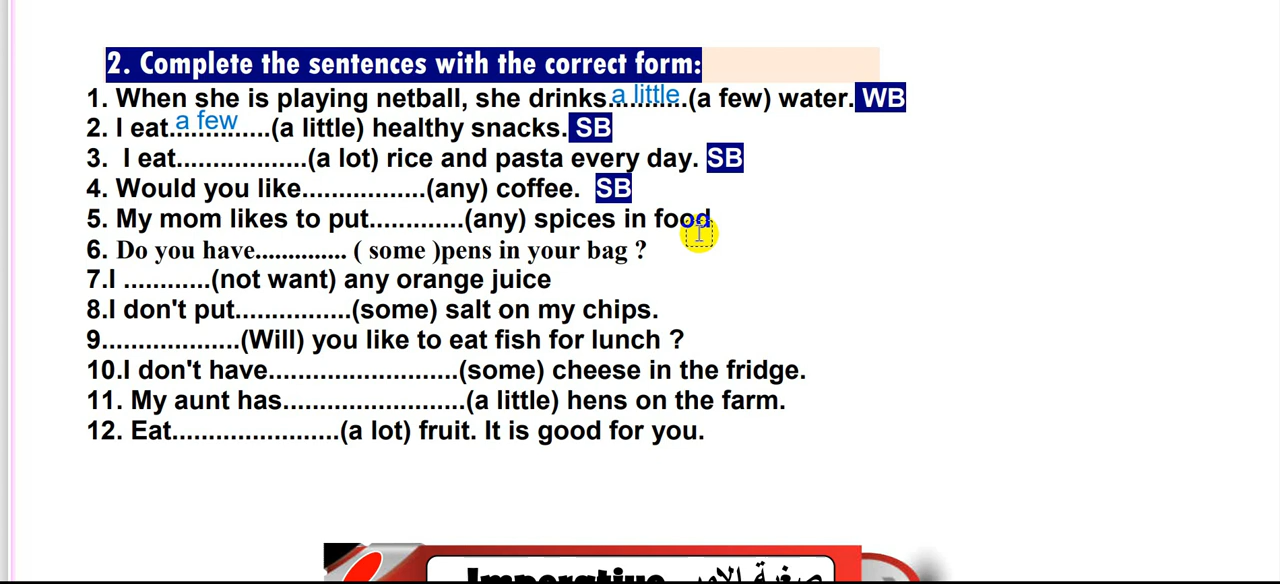 2. Complete the sentences with the correct form:
1. When she is playing netball, she drinks..a little..(a few) water. WB
2. I eat..a few..............(a little) healthy snacks. SB
3.  I eat..................(a lot) rice and pasta every day. SB
4. Would you like.................(any) coffee.  SB
5. My mom likes to put.............(any) spices in food
6. Do you have.............. ( some )pens in your bag ?
7.I ............(not want) any orange juice
8.I don't put................(some) salt on my chips.
9...................(Will) you like to eat fish for lunch ?
10.I don't have..........................(some) cheese in the fridge.
11. My aunt has.........................(a little) hens on the farm.
12. Eat.......................(a lot) fruit. It is good for you.
Imperative صيغة الامر